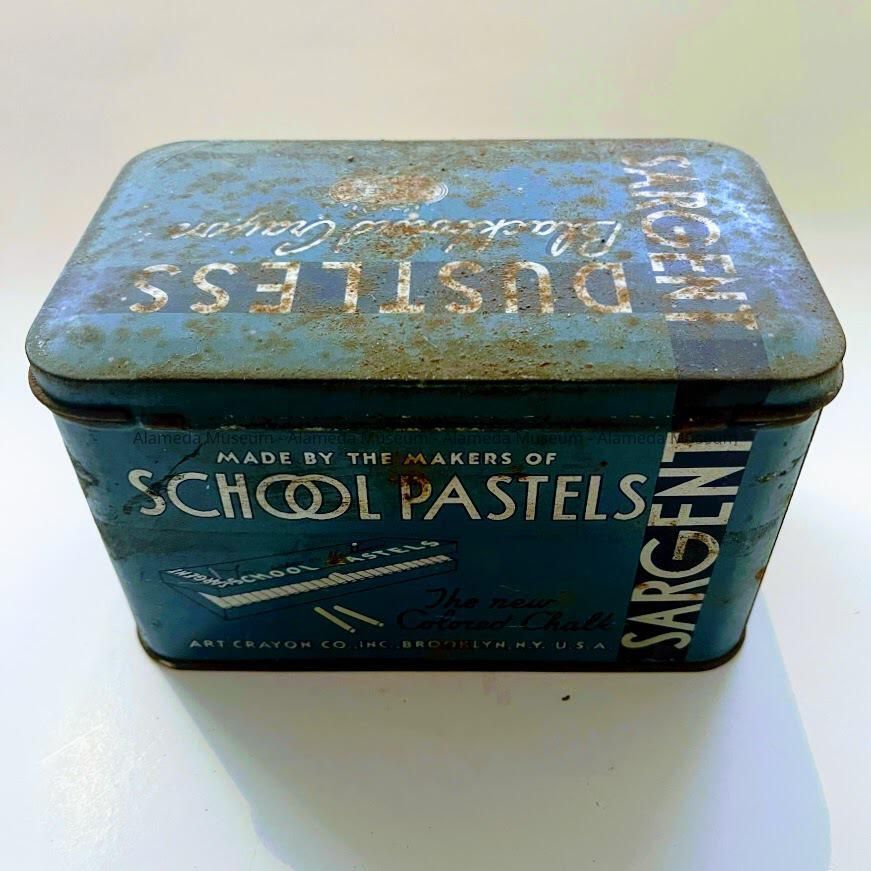 SARGENT
Blackboard Crayon
DUSTLESS
Alameda Museum - Alameda Museum - Alameda Museum - Alameda Museum
MADE BY THE MAKERS OF
SCHOOL PASTELS
SARGENT SCHOOL PASTELS
The new
Colored Chalk
ART CRAYON CO., INC., BROOKLYN, N.Y. U.S.A.
SARGENT